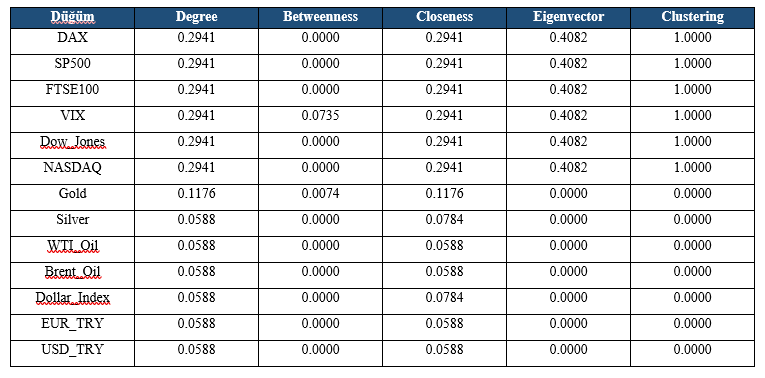 Düğüm Degree Betweenness Closeness Eigenvector Clustering
DAX 0.2941 0.0000 0.2941 0.4082 1.0000
SP500 0.2941 0.0000 0.2941 0.4082 1.0000
FTSE100 0.2941 0.0000 0.2941 0.4082 1.0000
VIX 0.2941 0.0735 0.2941 0.4082 1.0000
Dow_Jones 0.2941 0.0000 0.2941 0.4082 1.0000
NASDAQ 0.2941 0.0000 0.2941 0.4082 1.0000
Gold 0.1176 0.0074 0.1176 0.0000 0.0000
Silver 0.0588 0.0000 0.0784 0.0000 0.0000
WTI_Oil 0.0588 0.0000 0.0588 0.0000 0.0000
Brent_Oil 0.0588 0.0000 0.0588 0.0000 0.0000
Dollar_Index 0.0588 0.0000 0.0784 0.0000 0.0000
EUR_TRY 0.0588 0.0000 0.0588 0.0000 0.0000
USD_TRY 0.0588 0.0000 0.0588 0.0000 0.0000